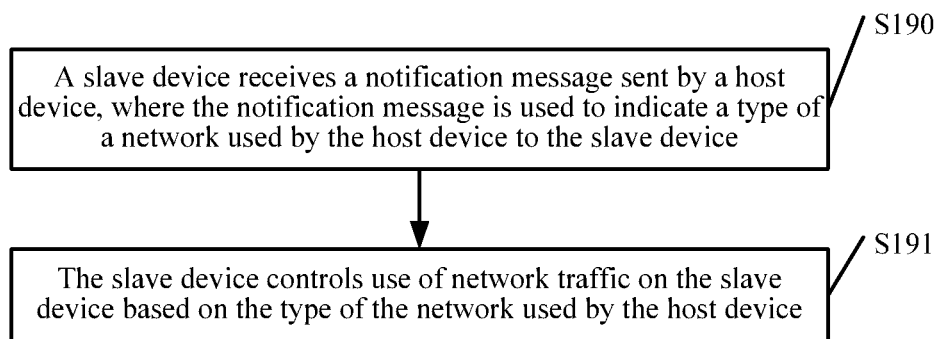 S190
A slave device receives a notification message sent by a host
device, where the notification message is used to indicate a type of
a network used by the host device to the slave device
S191
The slave device controls use of network traffic on the slave
device based on the type of the network used by the host device